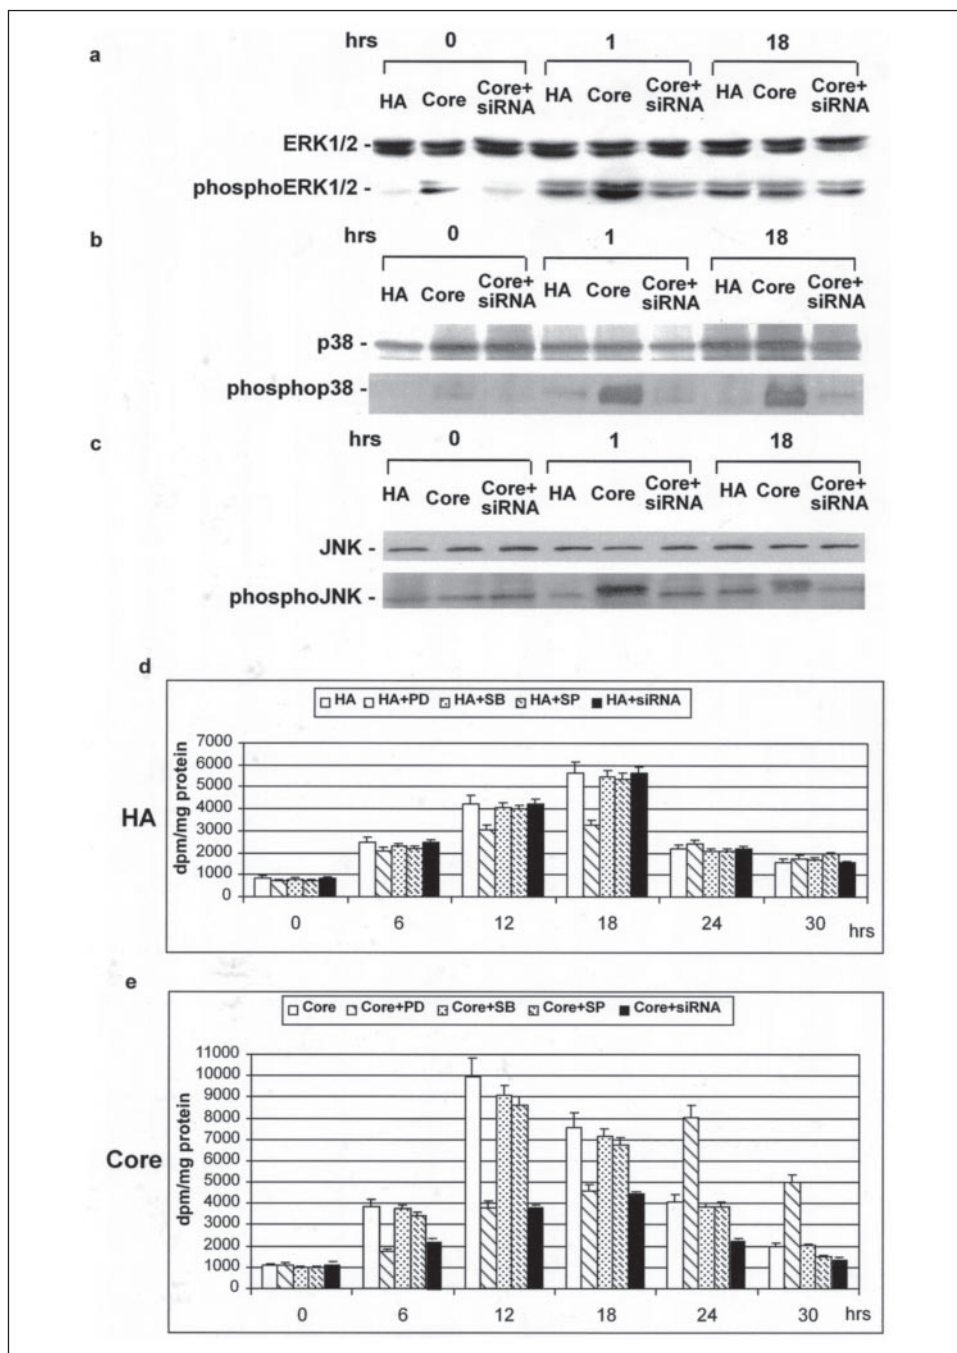 a
hrs 0 1 18
HA Core Core+ siRNA HA Core Core+ siRNA HA Core Core+ siRNA
ERK1/2 -
phosphoERK1/2 -
b
hrs 0 1 18
HA Core Core+ siRNA HA Core Core+ siRNA HA Core Core+ siRNA
p38 -
phosphop38 -
c
hrs 0 1 18
HA Core Core+ siRNA HA Core Core+ siRNA HA Core Core+ siRNA
JNK -
phosphoJNK -
d
HA HA+PD HA+SB HA+SP HA+siRNA
HA
dpm/mg protein
7000
6000
5000
4000
3000
2000
1000
0
0 6 12 18 24 30 hrs
e
Core Core+PD Core+SB Core+SP Core+siRNA
Core
dpm/mg protein
11000
10000
9000
8000
7000
6000
5000
4000
3000
2000
1000
0
0 6 12 18 24 30 hrs